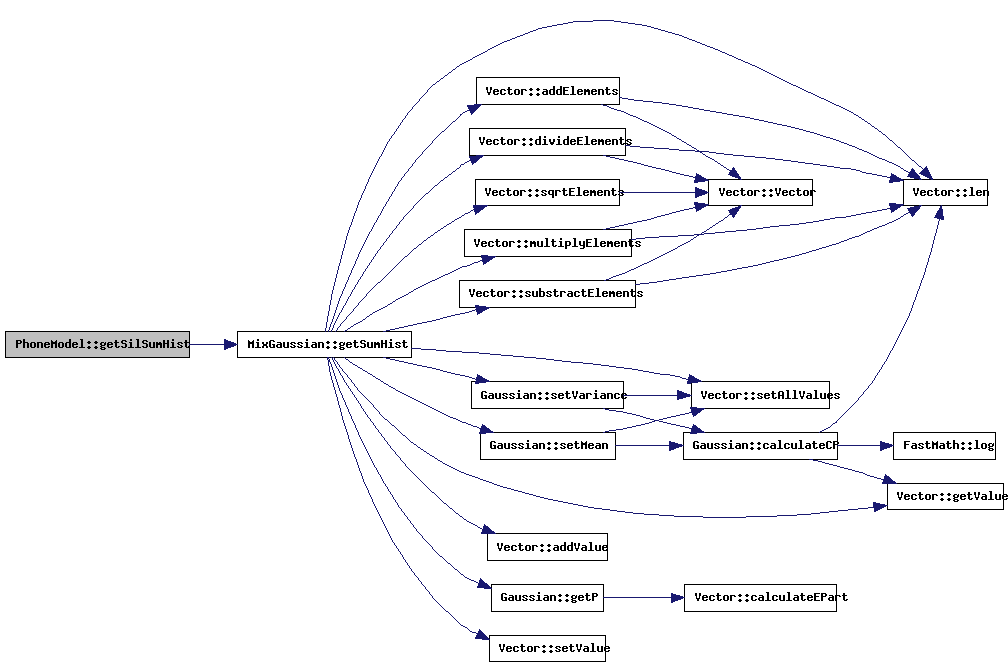 Vector::addElements
Vector::divideElements
Vector::sqrtElements
Vector::Vector
Vector::len
Vector::multiplyElements
Vector::substractElements
PhoneModel::getSilSumHist
MixGaussian::getSumHist
Gaussian::setVariance
Vector::setAllValues
Gaussian::setMean
Gaussian::calculateCP
FastMath::log
Vector::getValue
Vector::addValue
Gaussian::getP
Vector::calculateEPart
Vector::setValue